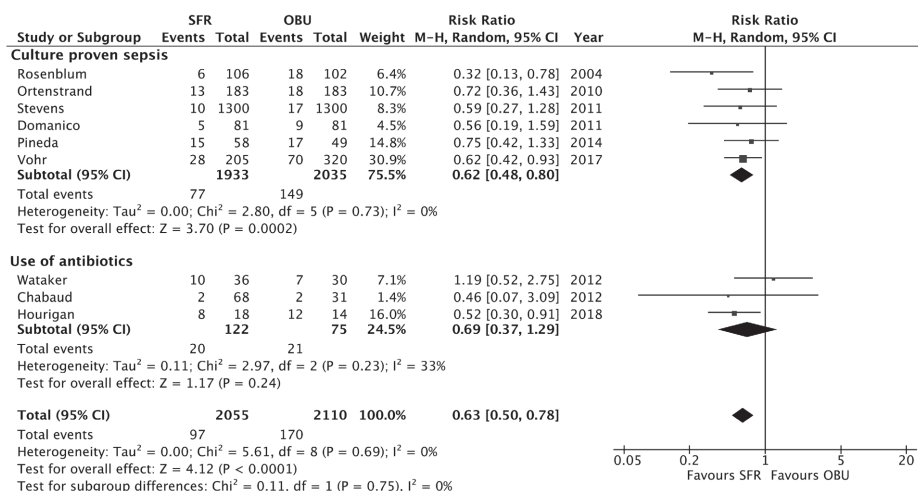 SFR OBU Risk Ratio Risk Ratio
Study or Subgroup Events Total Events Total Weight M-H, Random, 95% CI Year M-H, Random, 95% CI
Culture proven sepsis
Rosenblum 6 106 18 102 6.4% 0.32 [0.13, 0.78] 2004
Ortenstrand 13 183 18 183 10.7% 0.72 [0.36, 1.43] 2010
Stevens 10 1300 17 1300 8.3% 0.59 [0.27, 1.28] 2011
Domanico 5 81 9 81 4.5% 0.56 [0.19, 1.59] 2011
Pineda 15 58 17 49 14.8% 0.75 [0.42, 1.33] 2014
Vohr 28 205 70 320 30.9% 0.62 [0.42, 0.93] 2017
Subtotal (95% CI) 1933 2035 75.5% 0.62 [0.48, 0.80]
Total events 77 149
Heterogeneity: Tau² = 0.00; Chi² = 2.80, df = 5 (P = 0.73); I² = 0%
Test for overall effect: Z = 3.70 (P = 0.0002)
Use of antibiotics
Wataker 10 36 7 30 7.1% 1.19 [0.52, 2.75] 2012
Chabaud 2 68 2 31 1.4% 0.46 [0.07, 3.09] 2012
Hourigan 8 18 12 14 16.0% 0.52 [0.30, 0.91] 2018
Subtotal (95% CI) 122 75 24.5% 0.69 [0.37, 1.29]
Total events 20 21
Heterogeneity: Tau² = 0.11; Chi² = 2.97, df = 2 (P = 0.23); I² = 33%
Test for overall effect: Z = 1.17 (P = 0.24)
Total (95% CI) 2055 2110 100.0% 0.63 [0.50, 0.78]
Total events 97 170
Heterogeneity: Tau² = 0.00; Chi² = 5.61, df = 8 (P = 0.69); I² = 0%
Test for overall effect: Z = 4.12 (P < 0.0001)
Test for subgroup differences: Chi² = 0.11, df = 1 (P = 0.75), I² = 0%
0.05 0.2 1 5 20
Favours SFR Favours OBU